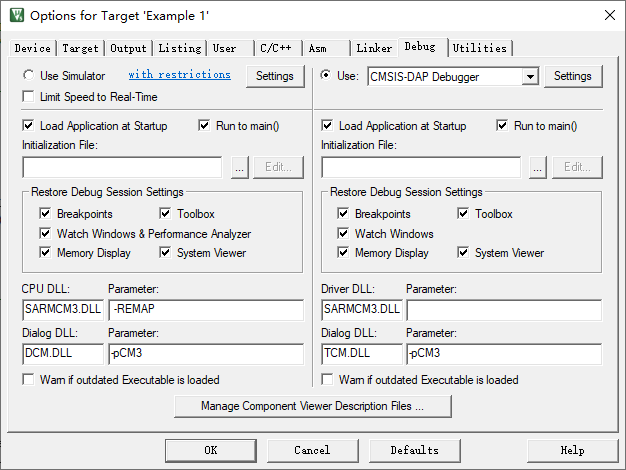 Options for Target 'Example 1'
Device Target Output Listing User C/C++ Asm Linker Debug Utilities
Use Simulator with restrictions Settings
Limit Speed to Real-Time
Use: CMSIS-DAP Debugger Settings
Load Application at Startup Run to main()
Initialization File:
... Edit...
Restore Debug Session Settings
Breakpoints Toolbox
Watch Windows & Performance Analyzer
Memory Display System Viewer
Load Application at Startup Run to main()
Initialization File:
... Edit...
Restore Debug Session Settings
Breakpoints Toolbox
Watch Windows
Memory Display System Viewer
CPU DLL: Parameter:
SARMCM3.DLL -REMAP
Dialog DLL: Parameter:
DCM.DLL -pCM3
Warn if outdated Executable is loaded
Driver DLL: Parameter:
SARMCM3.DLL
Dialog DLL: Parameter:
TCM.DLL -pCM3
Warn if outdated Executable is loaded
Manage Component Viewer Description Files ...
OK Cancel Defaults Help